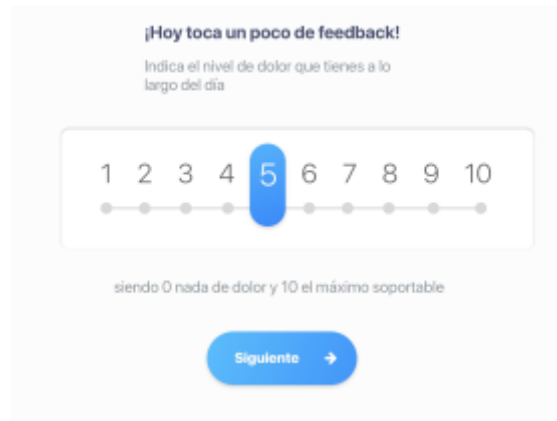 ¡Hoy toca un poco de feedback!
Indica el nivel de dolor que tienes a lo
largo del día
1 2 3 4 5 6 7 8 9 10
siendo 0 nada de dolor y 10 el máximo soportable
Siguiente →